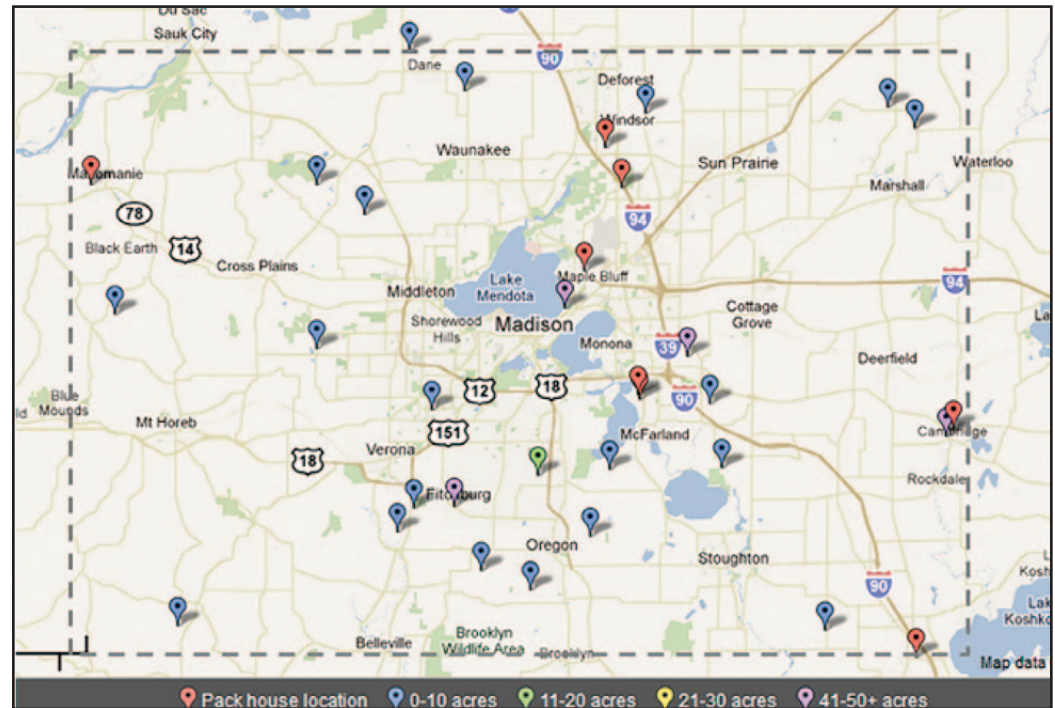 Du Sac
Sauk City
Dane
90
Deforest
Windsor
Waunakee
Sun Prairie
Waterloo
Marshall
78
94
Black Earth
14
Cross Plains
Maple Bluff
Lake
Mendota
Middleton
94
Cottage
Grove
Shorewood
Hills
Madison
Monona
39
Deerfield
Blue
Mounds
12
18
90
Mt Horeb
151
McFarland
Verona
18
Rockdale
Oregon
Stoughton
90
Belleville
Brooklyn
Wildlife Area
Brooklyn
Map data
Pack house location 0-10 acres 11-20 acres 21-30 acres 41-50+ acres